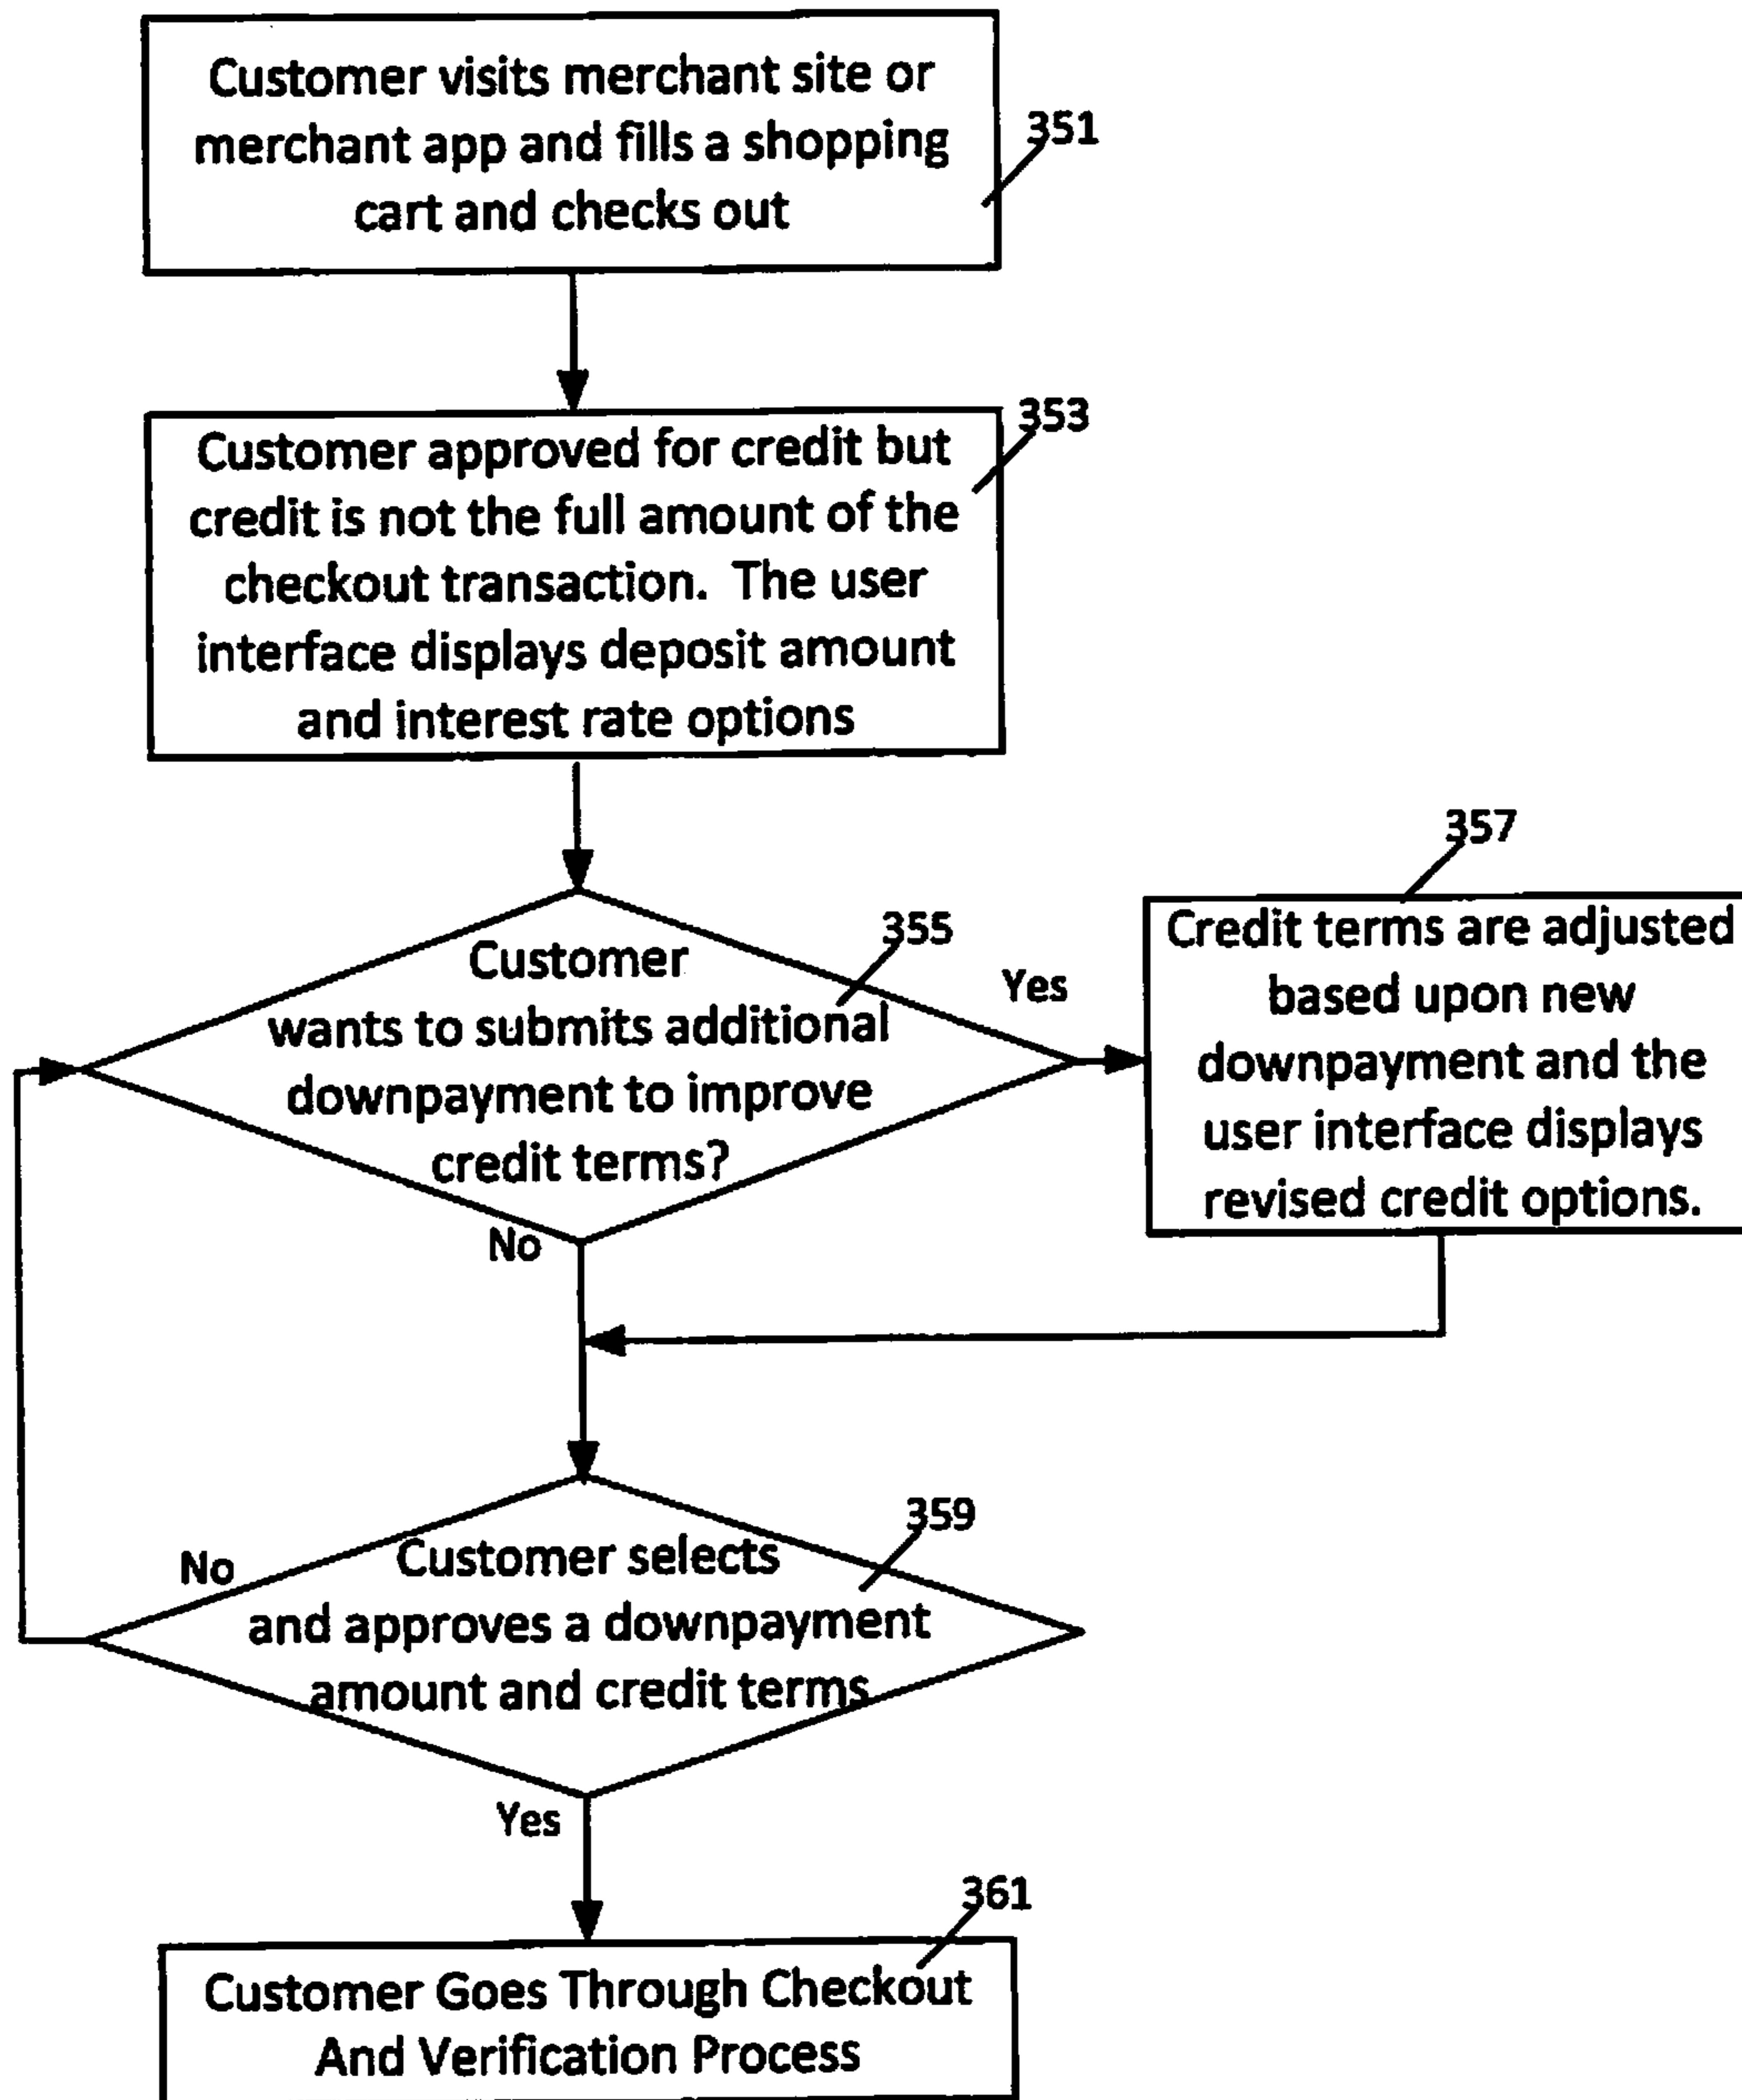 Customer visits merchant site or
merchant app and fills a shopping
cart and checks out
351
Customer approved for credit but
credit is not the full amount of the
checkout transaction.  The user
interface displays deposit amount
and interest rate options
353
Customer
wants to submits additional
downpayment to improve
credit terms?
355
Yes
No
357
Credit terms are adjusted
based upon new
downpayment and the
user interface displays
revised credit options.
359
No
Customer selects
and approves a downpayment
amount and credit terms
Yes
361
Customer Goes Through Checkout
And Verification Process